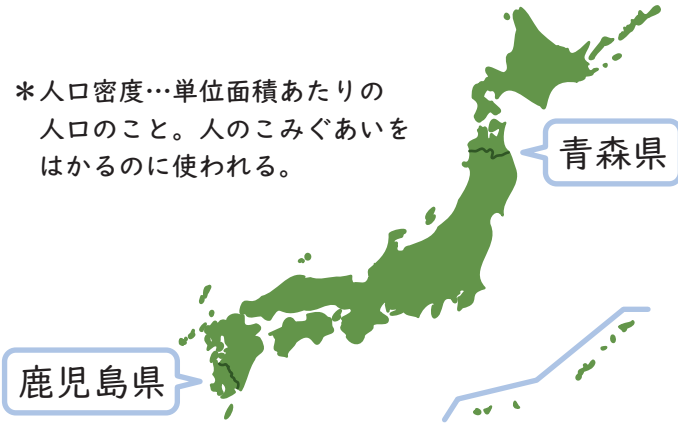 ＊人口密度…単位面積あたりの
人口のこと。人のこみぐあいを
はかるのに使われる。
青森県
鹿児島県